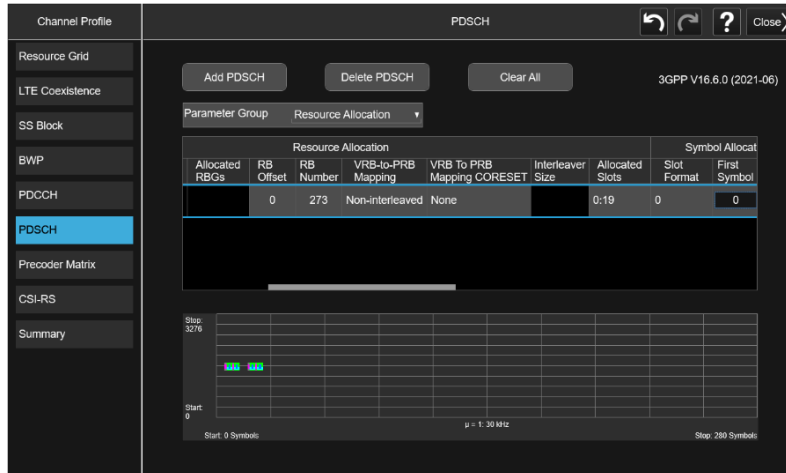 Channel Profile
PDSCH
?
Close
Resource Grid
LTE Coexistence
SS Block
BWP
PDCCH
PDSCH
Precoder Matrix
CSI-RS
Summary
Add PDSCH
Delete PDSCH
Clear All
3GPP V16.6.0 (2021-06)
Parameter Group
Resource Allocation
Resource Allocation
Symbol Allocat
Allocated RBGs
RB Offset
RB Number
VRB-to-PRB Mapping
VRB To PRB Mapping CORESET
Interleaver Size
Allocated Slots
Slot Format
First Symbol
0
273
Non-interleaved
None
0:19
0
0
Stop:
3276
Start:
0
μ = 1: 30 kHz
Start: 0 Symbols
Stop: 280 Symbols